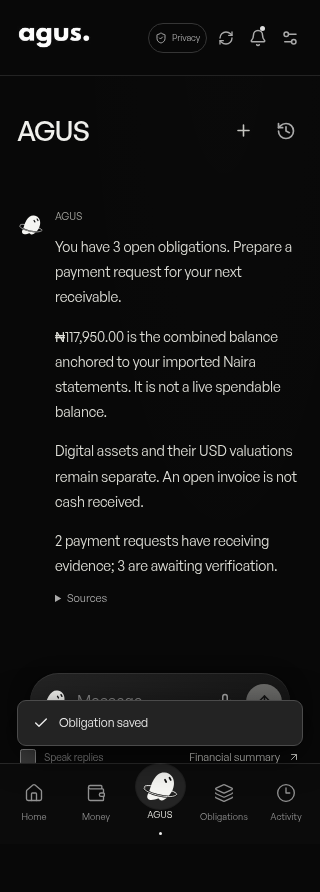 agus.
Privacy
AGUS
AGUS
You have 3 open obligations. Prepare a
payment request for your next
receivable.
₦117,950.00 is the combined balance
anchored to your imported Naira
statements. It is not a live spendable
balance.
Digital assets and their USD valuations
remain separate. An open invoice is not
cash received.
2 payment requests have receiving
evidence; 3 are awaiting verification.
Sources
Obligation saved
Speak replies
Financial summary
Home
Money
AGUS
Obligations
Activity